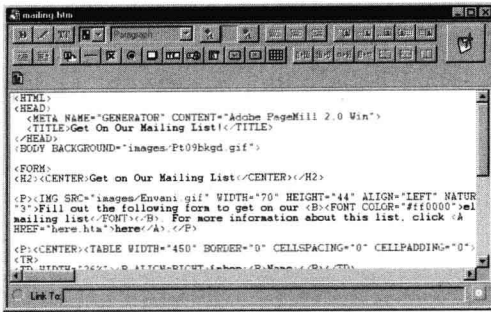 mailing.htm
Paragraph
<HTML>
<HEAD>
<META NAME="GENERATOR" CONTENT="Adobe PageMill 2.0 Win">
<TITLE>Get On Our Mailing List!</TITLE>
</HEAD>
<BODY BACKGROUND="images/Pt09bkgd.gif">
<FORM>
<H2><CENTER>Get on Our Mailing List</CENTER></H2>
<P><IMG SRC="images/Envani.gif" WIDTH="70" HEIGHT="44" ALIGN="LEFT" NATUR
"3">Fill out the following form to get on our <B><FONT COLOR="#ff0000">el
mailing list</FONT></B>. For more information about this list, click <A
HREF="here.htm">here</A>.</P>
<P><CENTER><TABLE WIDTH="450" BORDER="0" CELLSPACING="0" CELLPADDING="0">
<TR>
Link To: